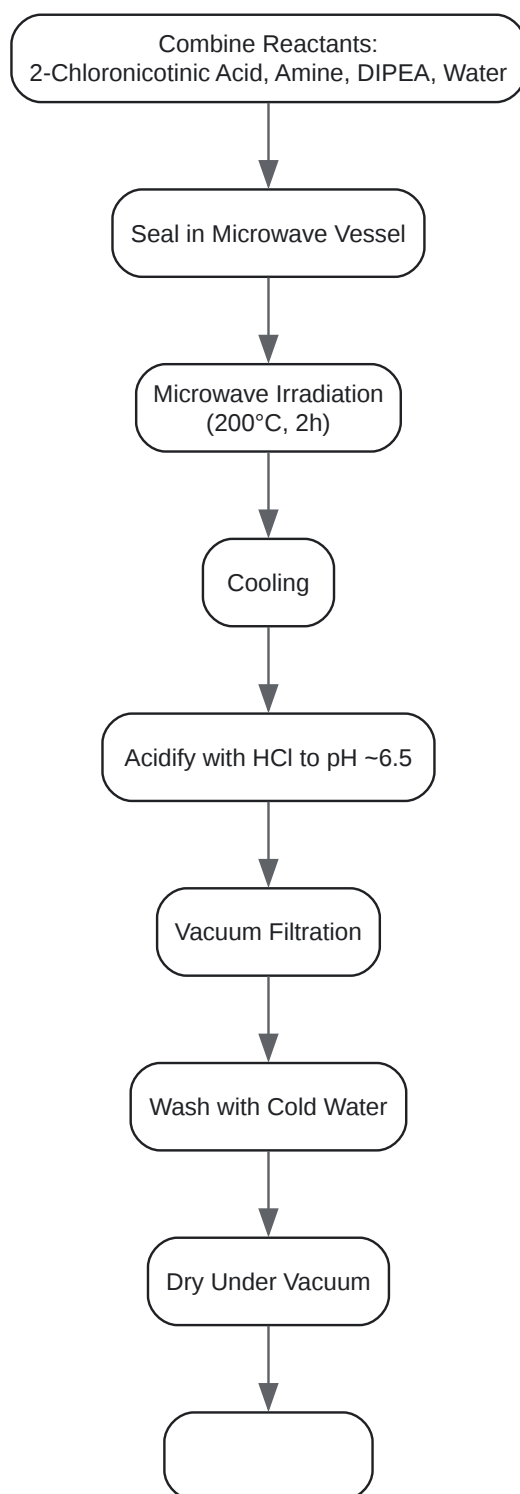 Combine Reactants:
2-Chloronicotinic Acid, Amine, DIPEA, Water
Seal in Microwave Vessel
Microwave Irradiation
(200°C, 2h)
Cooling
Acidify with HCl to pH ~6.5
Vacuum Filtration
Wash with Cold Water
Dry Under Vacuum